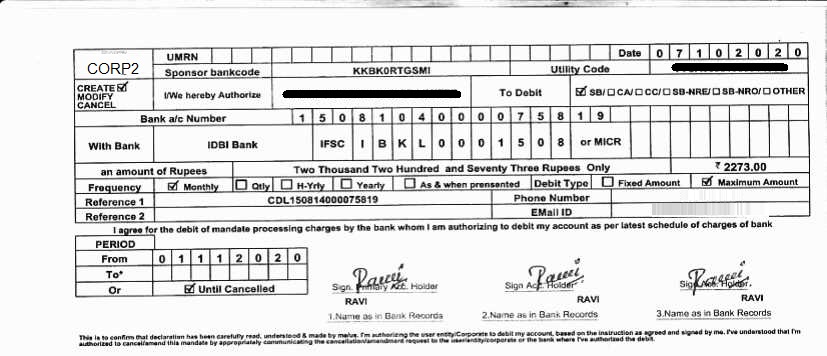 UMRN Date 0 7 1 0 2 0 2 0
CORP2 Sponsor bankcode KKBK0RTGSMI Utility Code
CREATE ☑
MODIFY
CANCEL
I/We hereby Authorize To Debit ☑ SB/ ☐ CA/ ☐ CC/ ☐ SB-NRE/ ☐ SB-NRO/ ☐ OTHER
Bank a/c Number 1 5 0 8 1 0 4 0 0 0 0 7 5 8 1 9
With Bank IDBI Bank IFSC I B K L 0 0 0 1 5 0 8 or MICR
an amount of Rupees Two Thousand Two Hundred and Seventy Three Rupees Only ₹ 2273.00
Frequency ☑ Monthly ☐ Qtly ☐ H-Yrly ☐ Yearly ☐ As & when prensented Debit Type ☐ Fixed Amount ☑ Maximum Amount
Reference 1 CDL150814000075819 Phone Number
Reference 2 EMail ID
I agree for the debit of mandate processing charges by the bank whom I am authorizing to debit my account as per latest schedule of charges of bank
PERIOD
From 0 1 1 1 2 0 2 0
To*
Or ☑ Until Cancelled
Sign. Primary Acc. Holder Sign Acc. Holder Sign Acc. Holder
RAVI RAVI RAVI
1.Name as in Bank Records 2.Name as in Bank Records 3.Name as in Bank Records
This is to confirm that declaration has been carefully read, understood & made by me/us. I'm authorizing the user entity/Corporate to debit my account, based on the instruction as agreed and signed by me. I've understood that I'm
authorized to cancel/amend this mandate by appropriately communicating the cancellation/amendment request to the user/entity/corporate or the bank where I've authorized the debit.